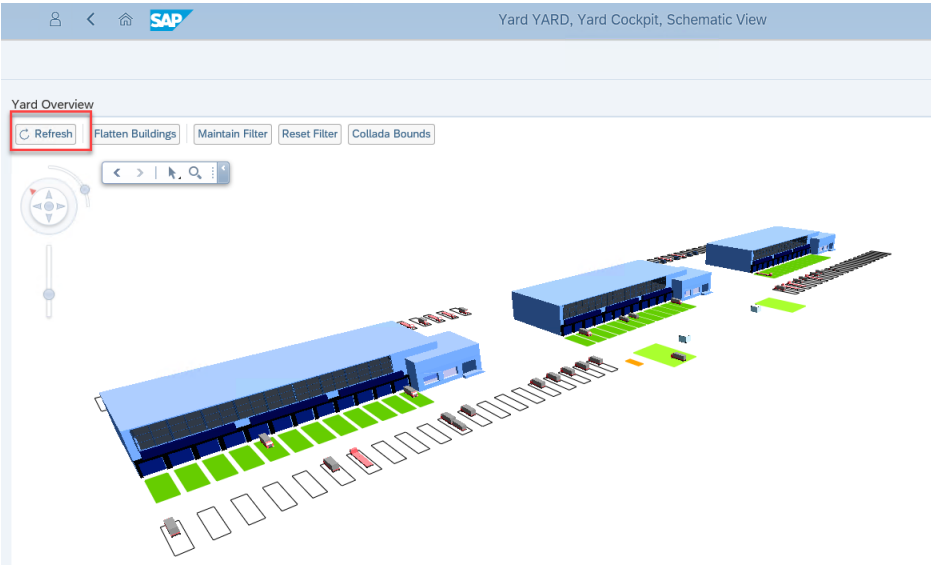 SAP Yard YARD, Yard Cockpit, Schematic View
Yard Overview
Refresh Flatten Buildings Maintain Filter Reset Filter Collada Bounds